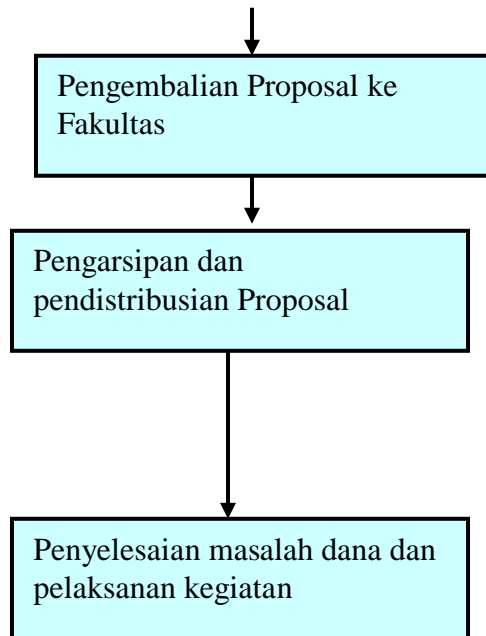 Pengembalian Proposal ke
Fakultas
Pengarsipan dan
pendistribusian Proposal
Penyelesaian masalah dana dan
pelaksanan kegiatan